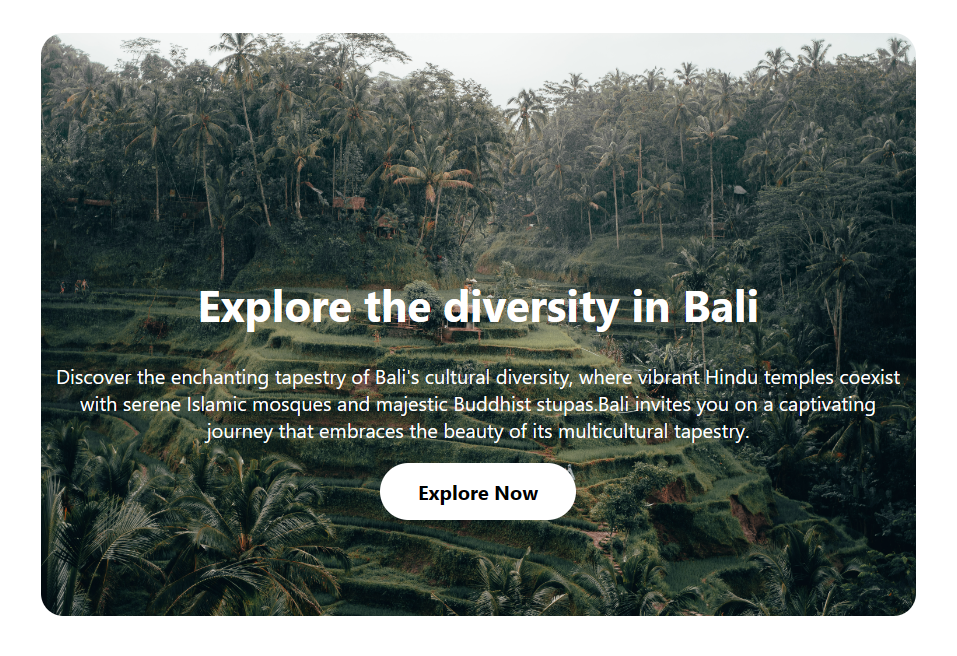 Explore the diversity in Bali
Discover the enchanting tapestry of Bali's cultural diversity, where vibrant Hindu temples coexist
with serene Islamic mosques and majestic Buddhist stupas.Bali invites you on a captivating
journey that embraces the beauty of its multicultural tapestry.
Explore Now